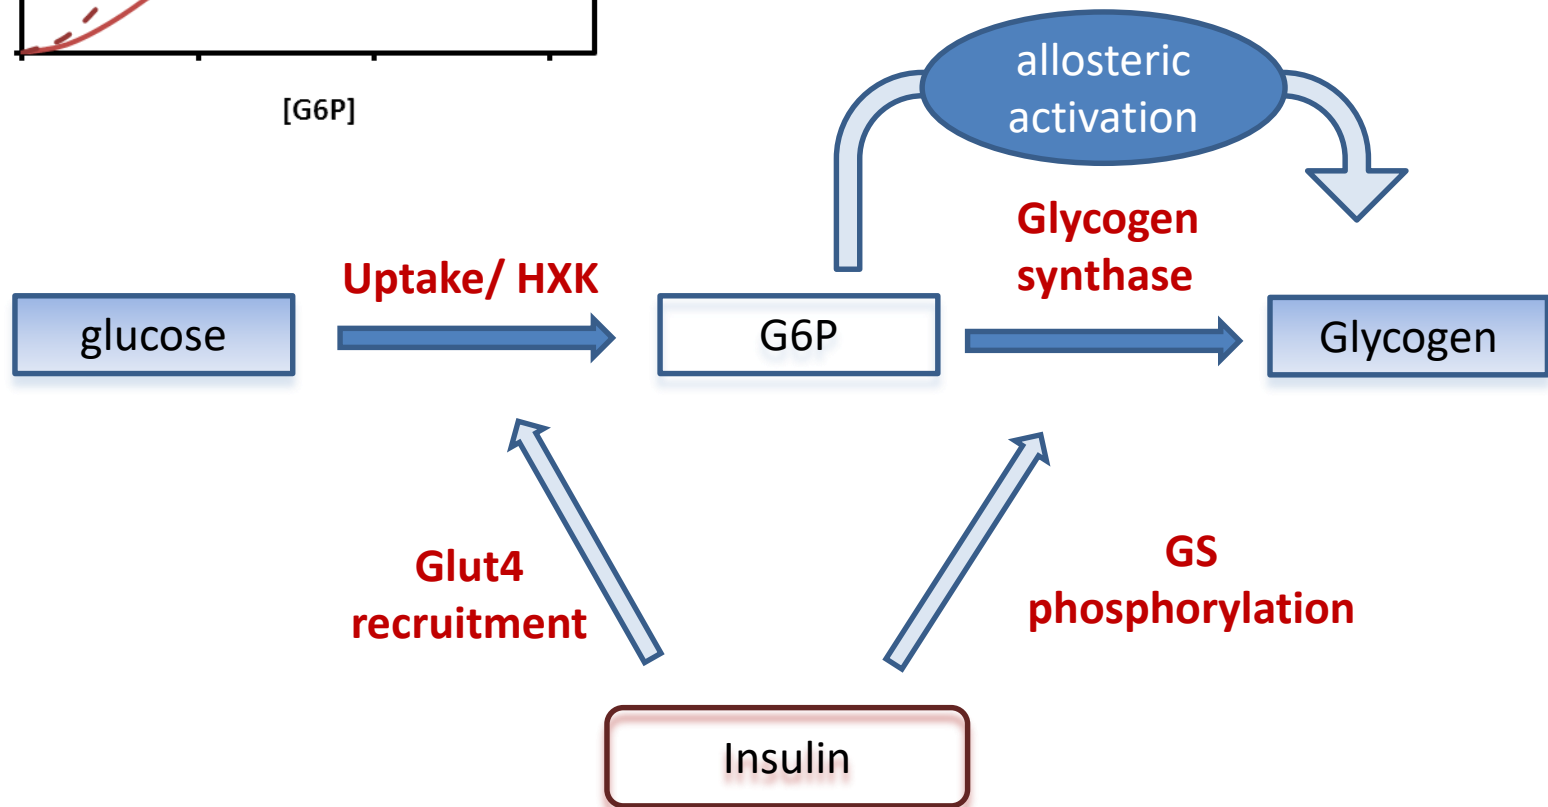 [G6P]
allosteric
activation
Glycogen
synthase
Uptake/ HXK
glucose
G6P
Glycogen
Glut4
recruitment
GS
phosphorylation
Insulin